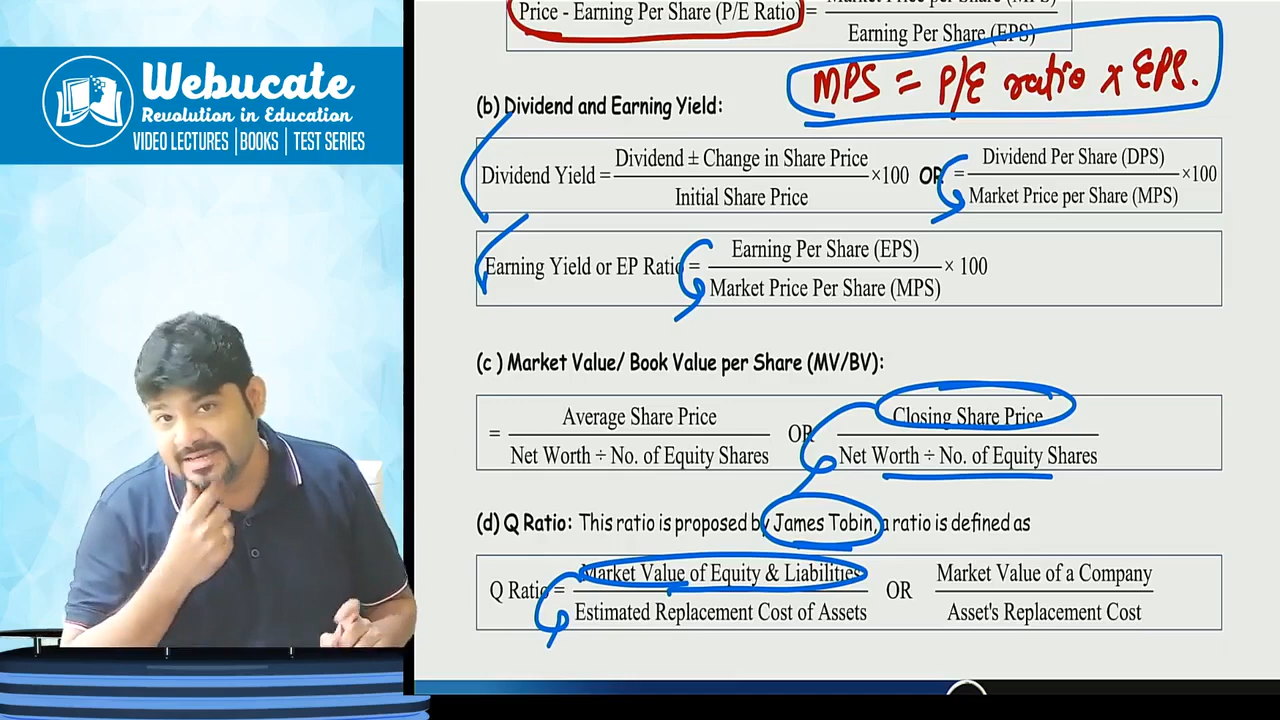 Webucate
Revolution in Education
VIDEO LECTURES | BOOKS | TEST SERIES
Price - Earning Per Share (P/E Ratio) = Market Price per Share (MPS)
Earning Per Share (EPS)
MPS = P/E ratio x EPS.
(b) Dividend and Earning Yield:
Dividend Yield = Dividend ± Change in Share Price / Initial Share Price ×100 OR = Dividend Per Share (DPS) / Market Price per Share (MPS) ×100
Earning Yield or EP Ratio = Earning Per Share (EPS) / Market Price Per Share (MPS) × 100
(c ) Market Value/ Book Value per Share (MV/BV):
= Average Share Price / Net Worth ÷ No. of Equity Shares OR Closing Share Price / Net Worth ÷ No. of Equity Shares
(d) Q Ratio: This ratio is proposed by James Tobin, a ratio is defined as
Q Ratio = Market Value of Equity & Liabilities / Estimated Replacement Cost of Assets OR Market Value of a Company / Asset's Replacement Cost